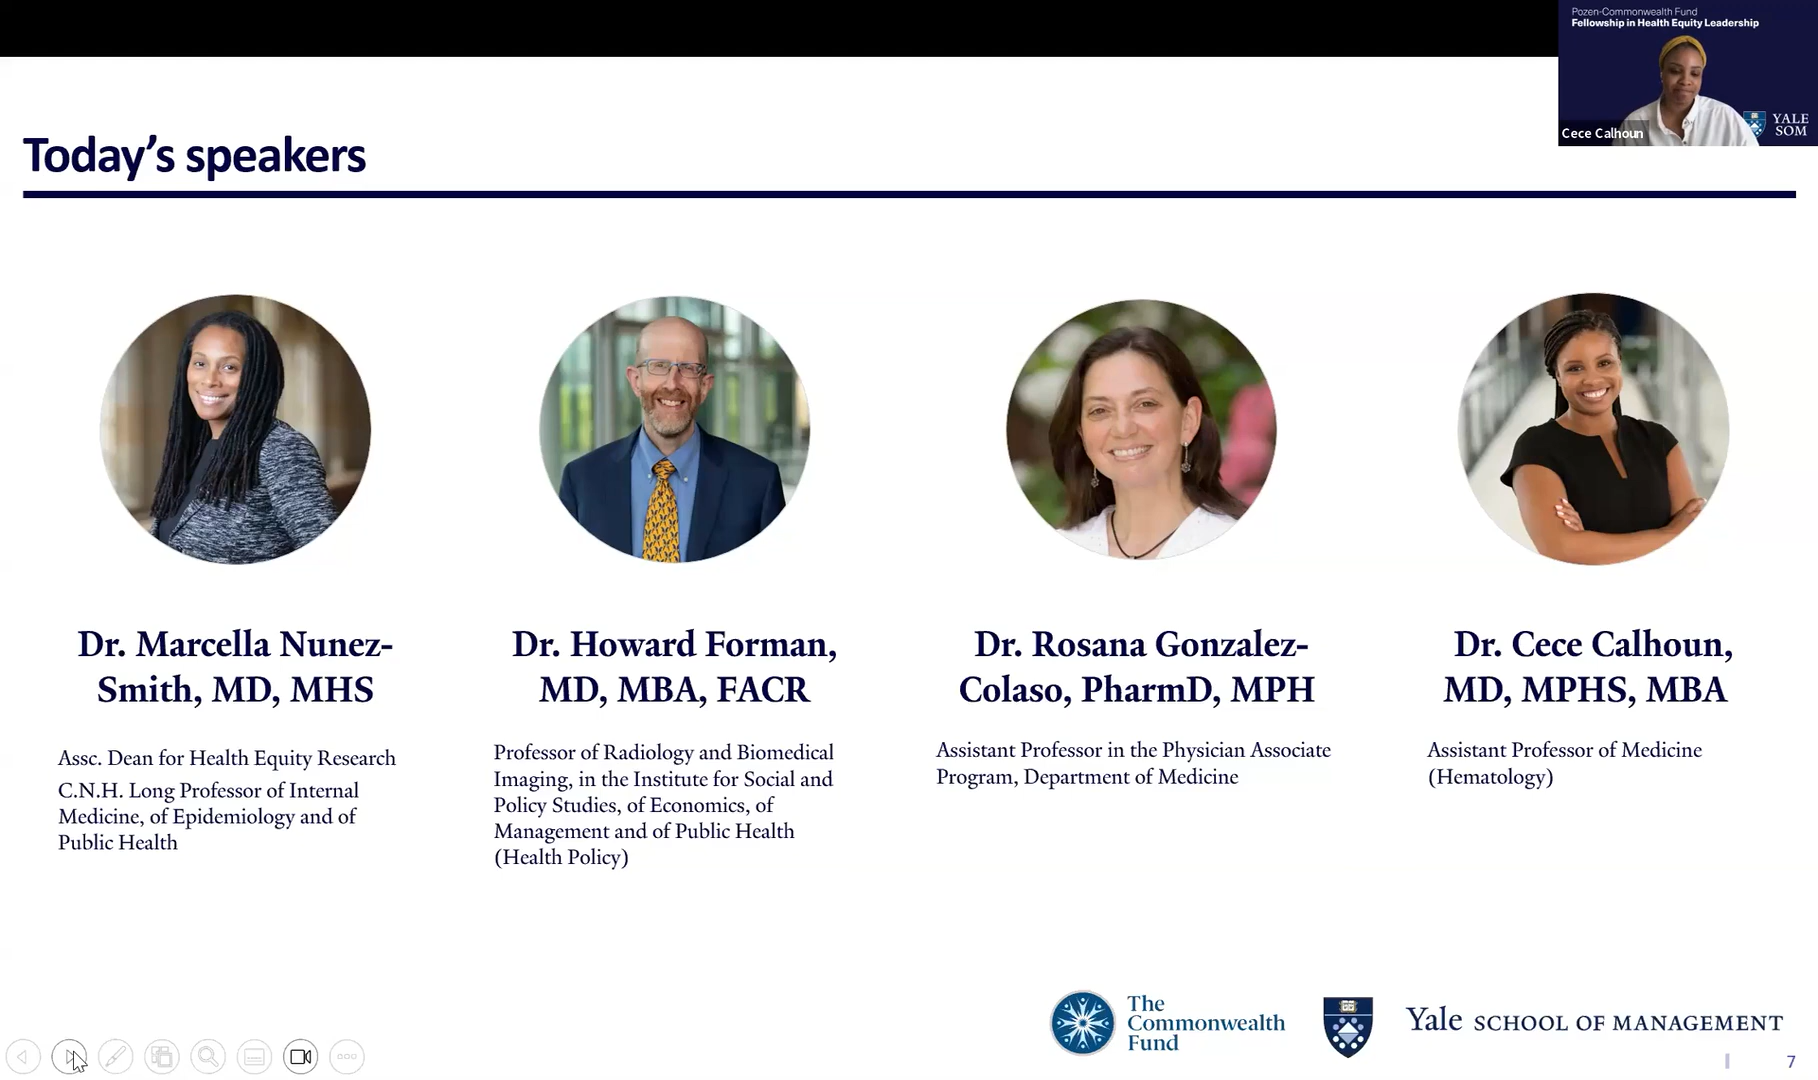 Pozen-Commonwealth Fund
Fellowship in Health Equity Leadership
Cece Calhoun
YALE
SOM
Today's speakers
Dr. Marcella Nunez-
Smith, MD, MHS
Assc. Dean for Health Equity Research
C.N.H. Long Professor of Internal
Medicine, of Epidemiology and of
Public Health
Dr. Howard Forman,
MD, MBA, FACR
Professor of Radiology and Biomedical
Imaging, in the Institute for Social and
Policy Studies, of Economics, of
Management and of Public Health
(Health Policy)
Dr. Rosana Gonzalez-
Colaso, PharmD, MPH
Assistant Professor in the Physician Associate
Program, Department of Medicine
Dr. Cece Calhoun,
MD, MPHS, MBA
Assistant Professor of Medicine
(Hematology)
The
Commonwealth
Fund
Yale SCHOOL OF MANAGEMENT
7